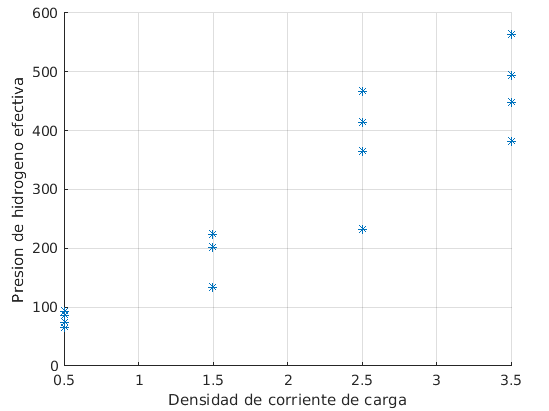 600
500
400
300
200
100
0
0.5 1 1.5 2 2.5 3 3.5
Presion de hidrogeno efectiva
Densidad de corriente de carga